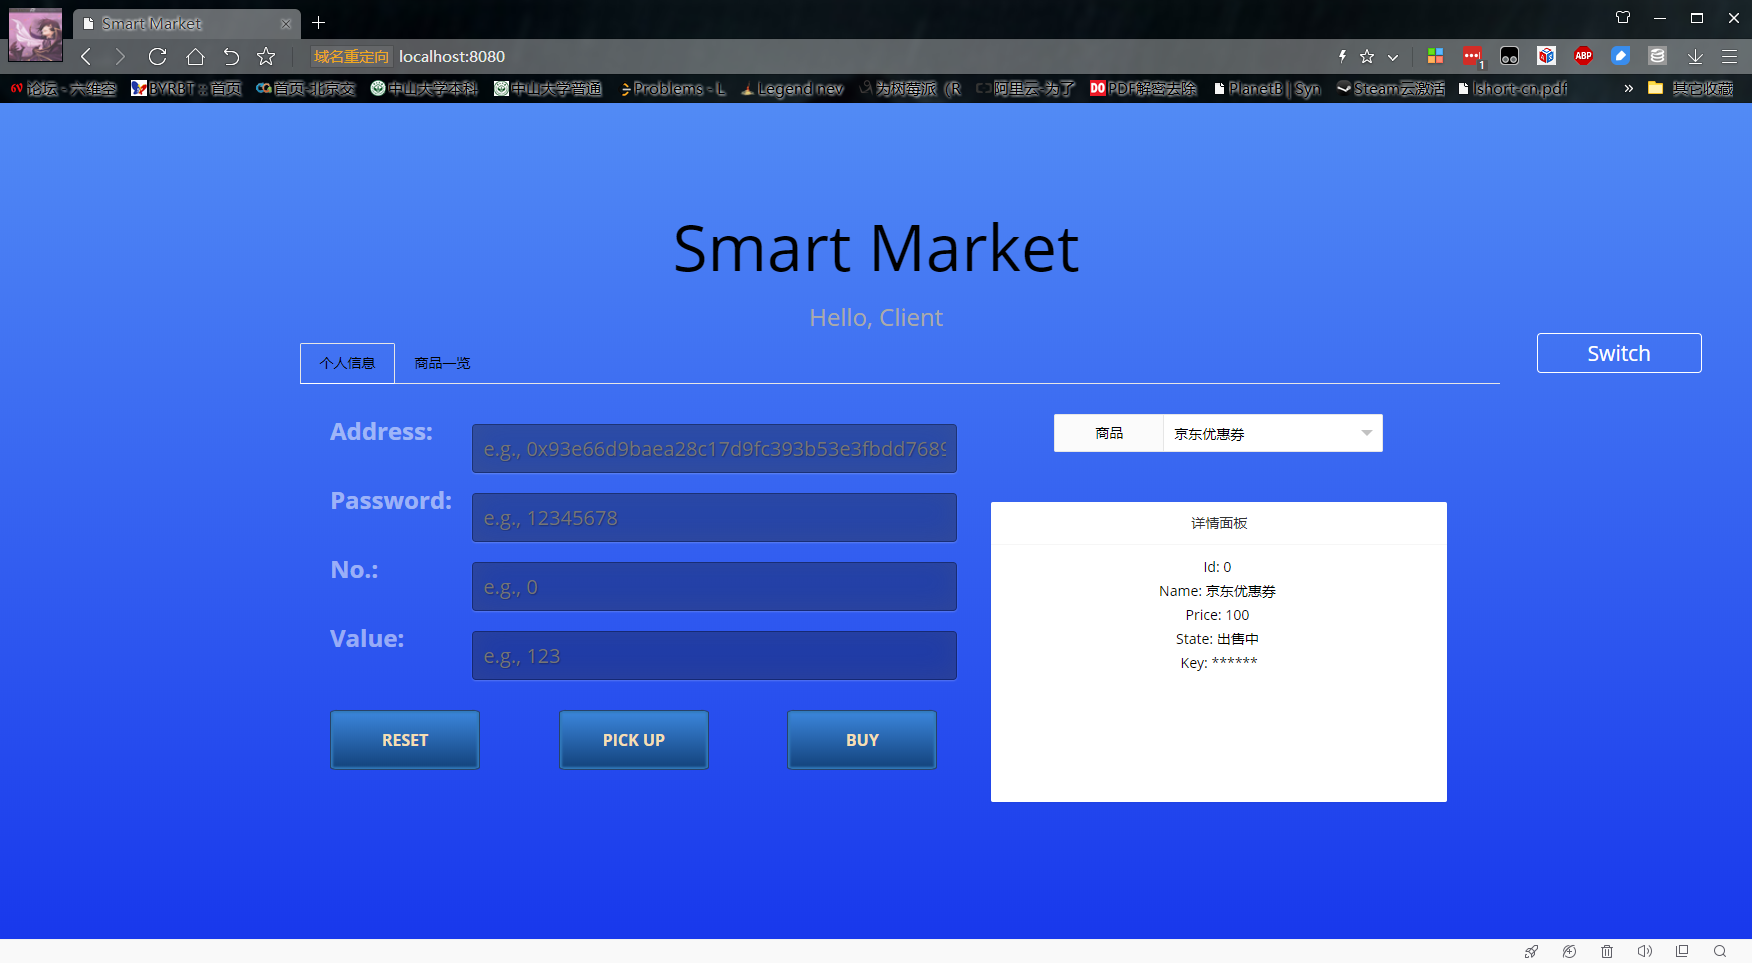 Smart Market
域名重定向 localhost:8080
1
ABP
论坛 - 六维空
BYRBT :: 首页
首页-北京交
中山大学本科
中山大学普通
Problems - L
Legend nev
为树莓派（R
阿里云-为了
DO PDF解密去除
PlanetB | Syn
Steam云激活
lshort-cn.pdf
»
其它收藏
Smart Market
Hello, Client
个人信息 商品一览
Switch
Address: e.g., 0x93e66d9baea28c17d9fc393b53e3fbdd7689
Password: e.g., 12345678
No.: e.g., 0
Value: e.g., 123
RESET PICK UP BUY
商品 京东优惠券
详情面板
Id: 0
Name: 京东优惠券
Price: 100
State: 出售中
Key: ******